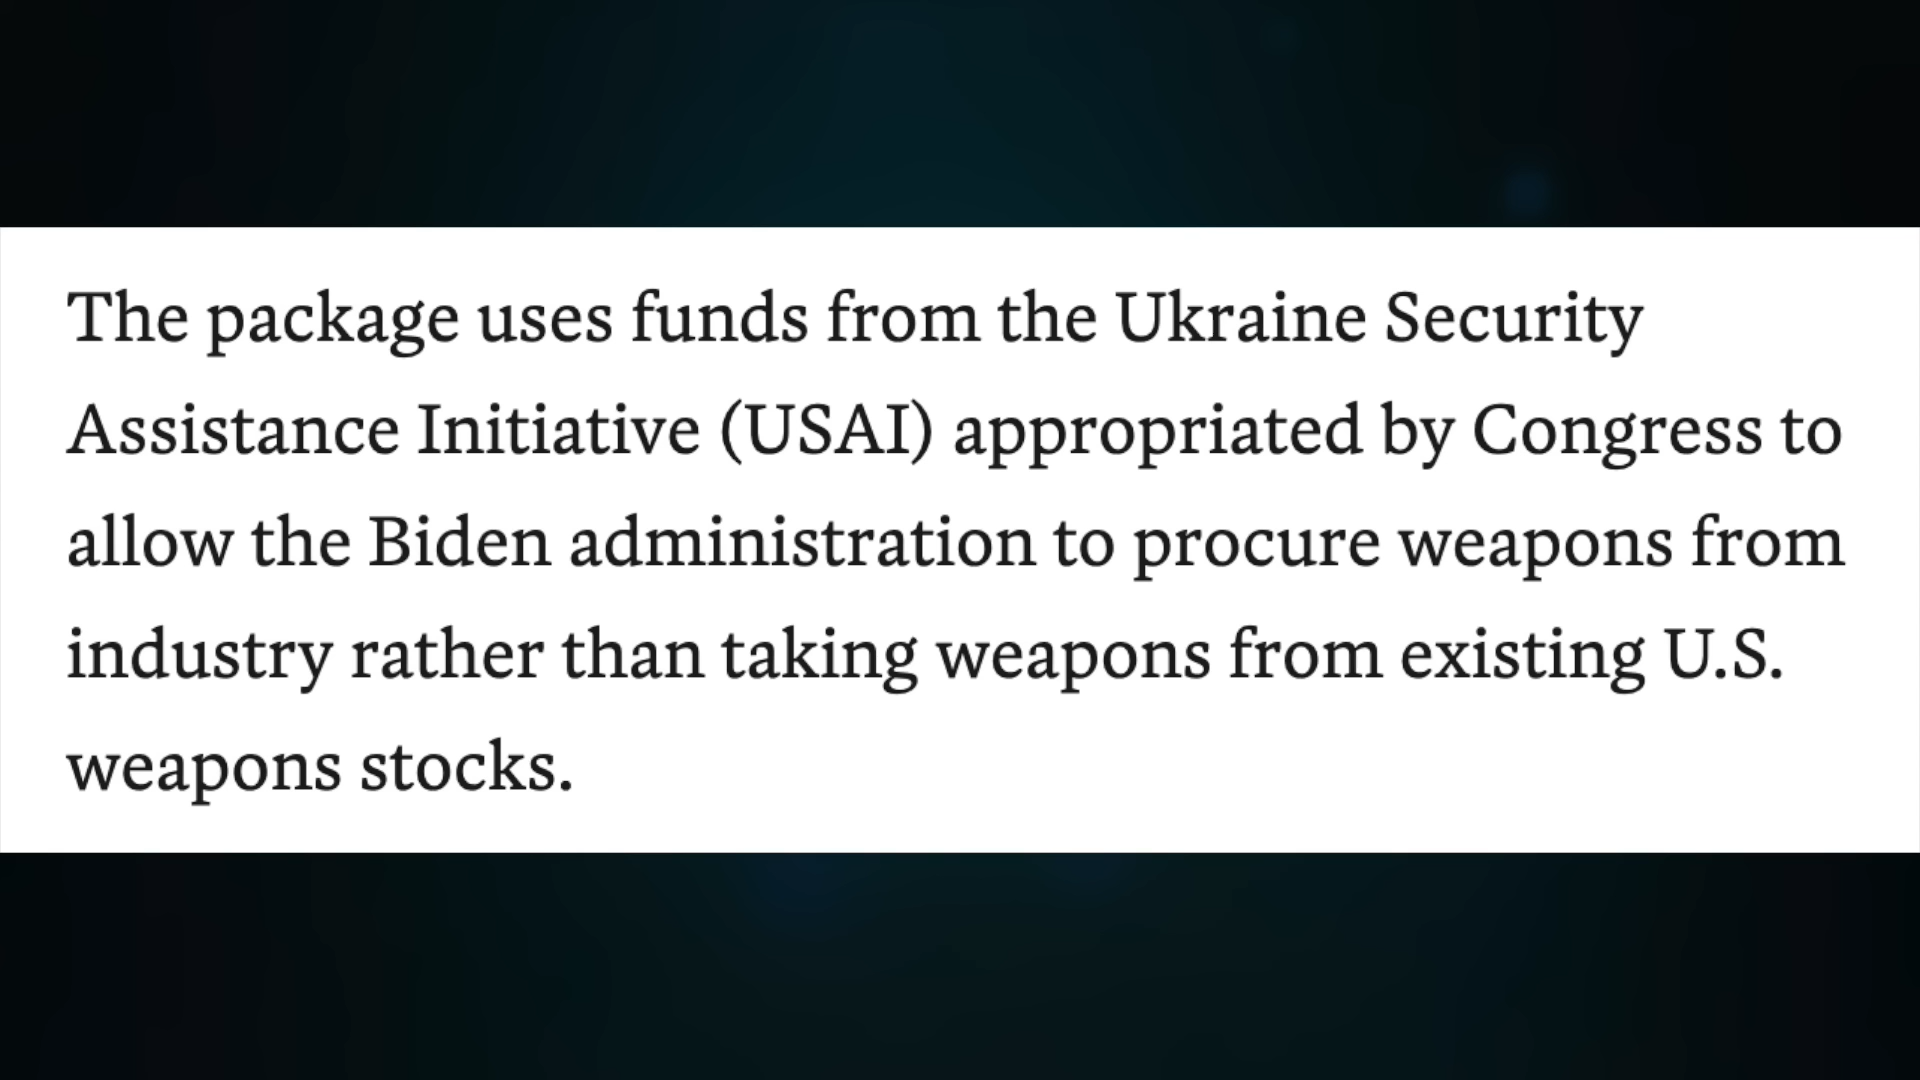 The package uses funds from the Ukraine Security
Assistance Initiative (USAI) appropriated by Congress to
allow the Biden administration to procure weapons from
industry rather than taking weapons from existing U.S.
weapons stocks.